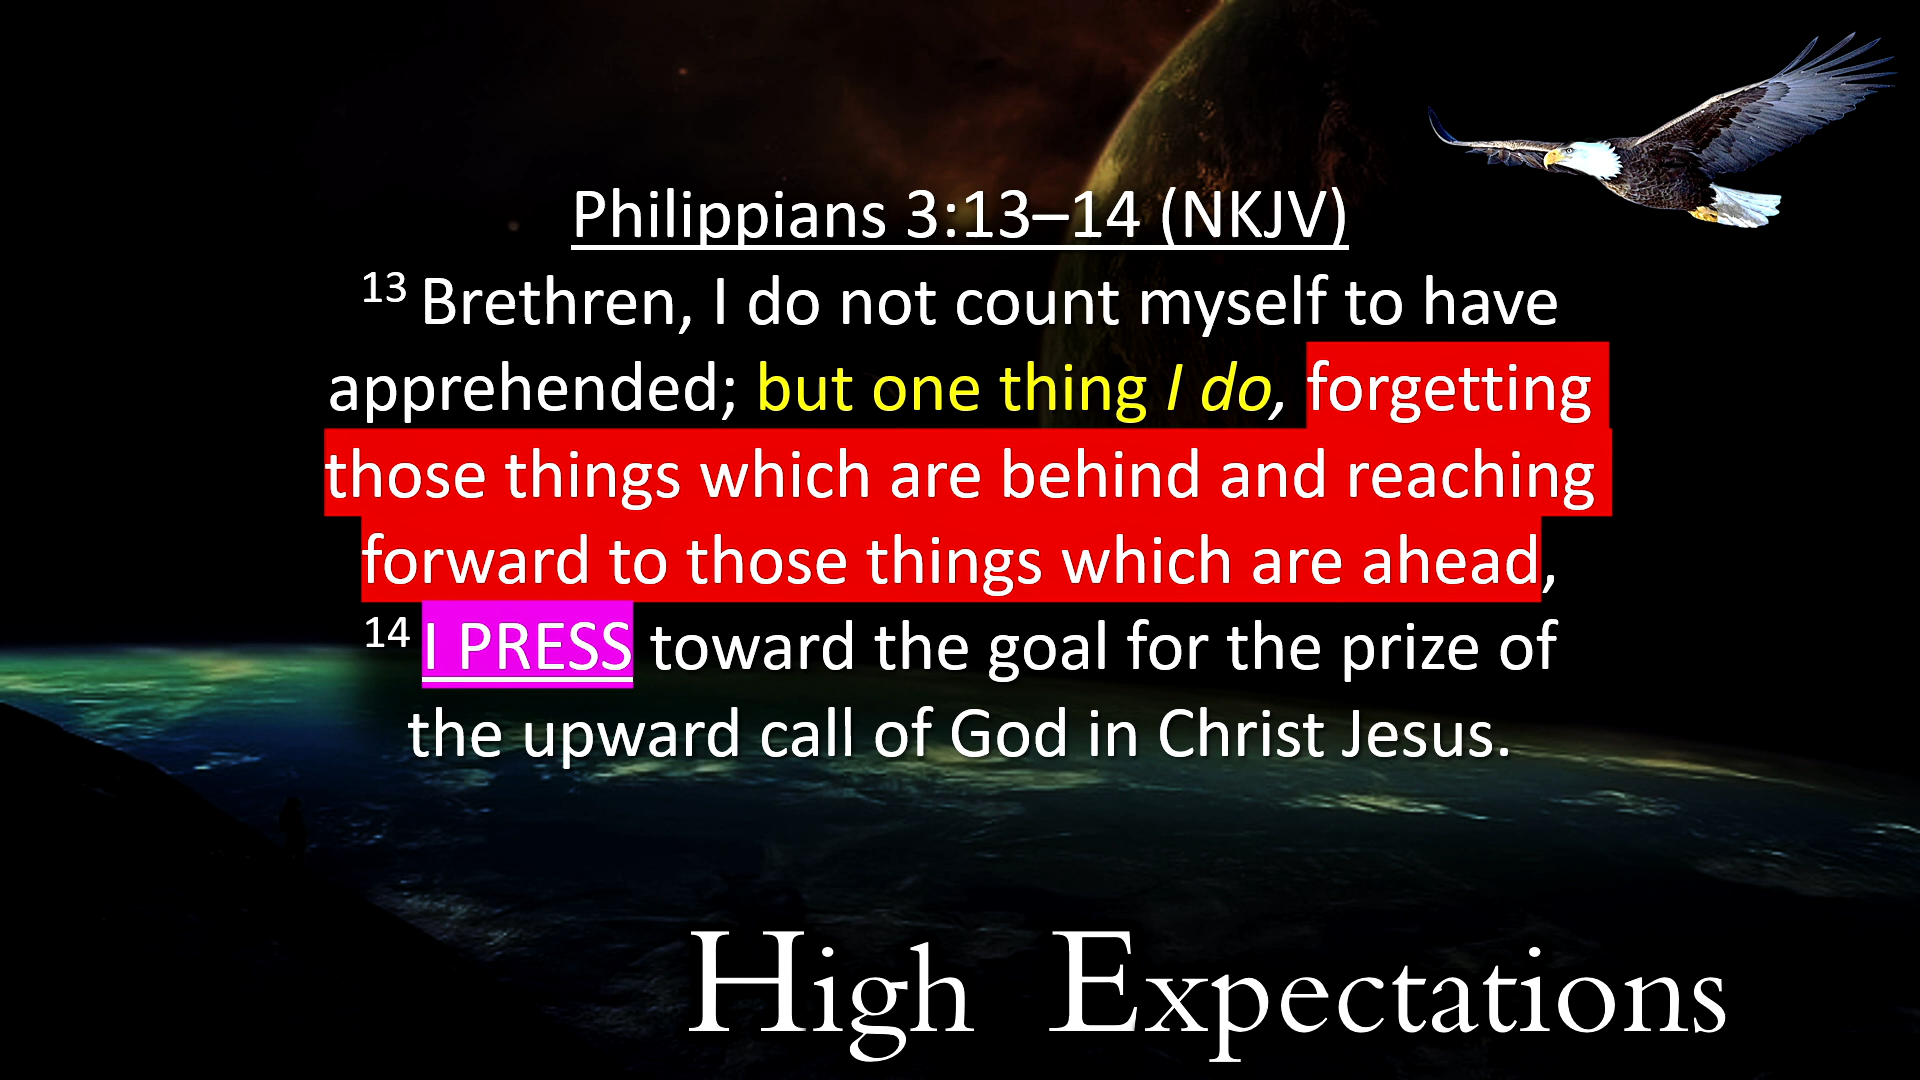 Philippians 3:13–14 (NKJV)
13 Brethren, I do not count myself to have
apprehended; but one thing I do, forgetting
those things which are behind and reaching
forward to those things which are ahead,
14 I PRESS toward the goal for the prize of
the upward call of God in Christ Jesus.
High Expectations